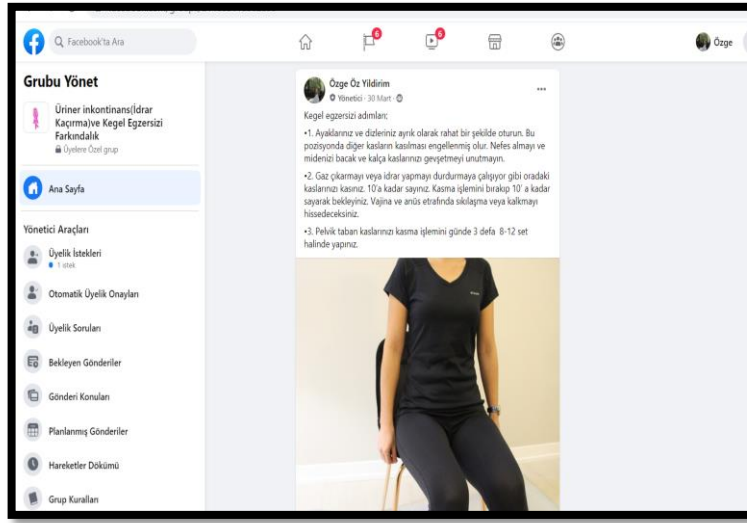 Facebook'ta Ara
6
6
Özge
Grubu Yönet
Üriner inkontinans(İdrar
Kaçırma)ve Kegel Egzersizi
Farkındalık
Üyelere Özel grup
Ana Sayfa
Yönetici Araçları
Üyelik İstekleri
1 istek
Otomatik Üyelik Onayları
Üyelik Soruları
Bekleyen Gönderiler
Gönderi Konuları
Planlanmış Gönderiler
Hareketler Dökümü
Grup Kuralları
Özge Öz Yildirim
Yönetici · 30 Mart ·
Kegel egzersizi adımları;
•1. Ayaklarınız ve dizleriniz ayrık olarak rahat bir şekilde oturun. Bu
pozisyonda diğer kasların kasılması engellenmiş olur. Nefes almayı ve
midenizi bacak ve kalça kaslarınızı gevşetmeyi unutmayın.
•2. Gaz çıkarmayı veya idrar yapmayı durdurmaya çalışıyor gibi oradaki
kaslarınızı kasınız. 10'a kadar sayınız. Kasma işlemini bırakıp 10' a kadar
sayarak bekleyiniz. Vajina ve anüs etrafında sıkılaşma veya kalkmayı
hissedeceksiniz.
•3. Pelvik taban kaslarınızı kasma işlemini günde 3 defa 8-12 set
halinde yapınız.